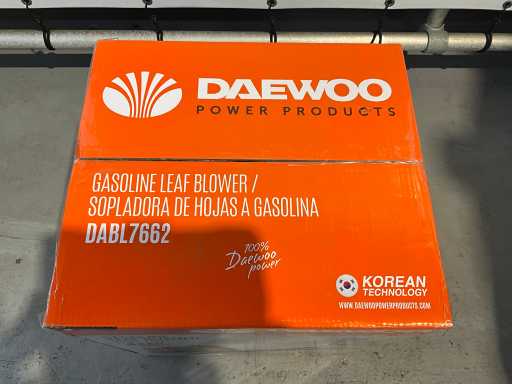 DAEWOO
POWER PRODUCTS
GASOLINE LEAF BLOWER /
SOPLADORA DE HOJAS A GASOLINA
DABL7662
100%
Daewoo
power
KOREAN
TECHNOLOGY
WWW.DAEWOOPOWERPRODUCTS.COM